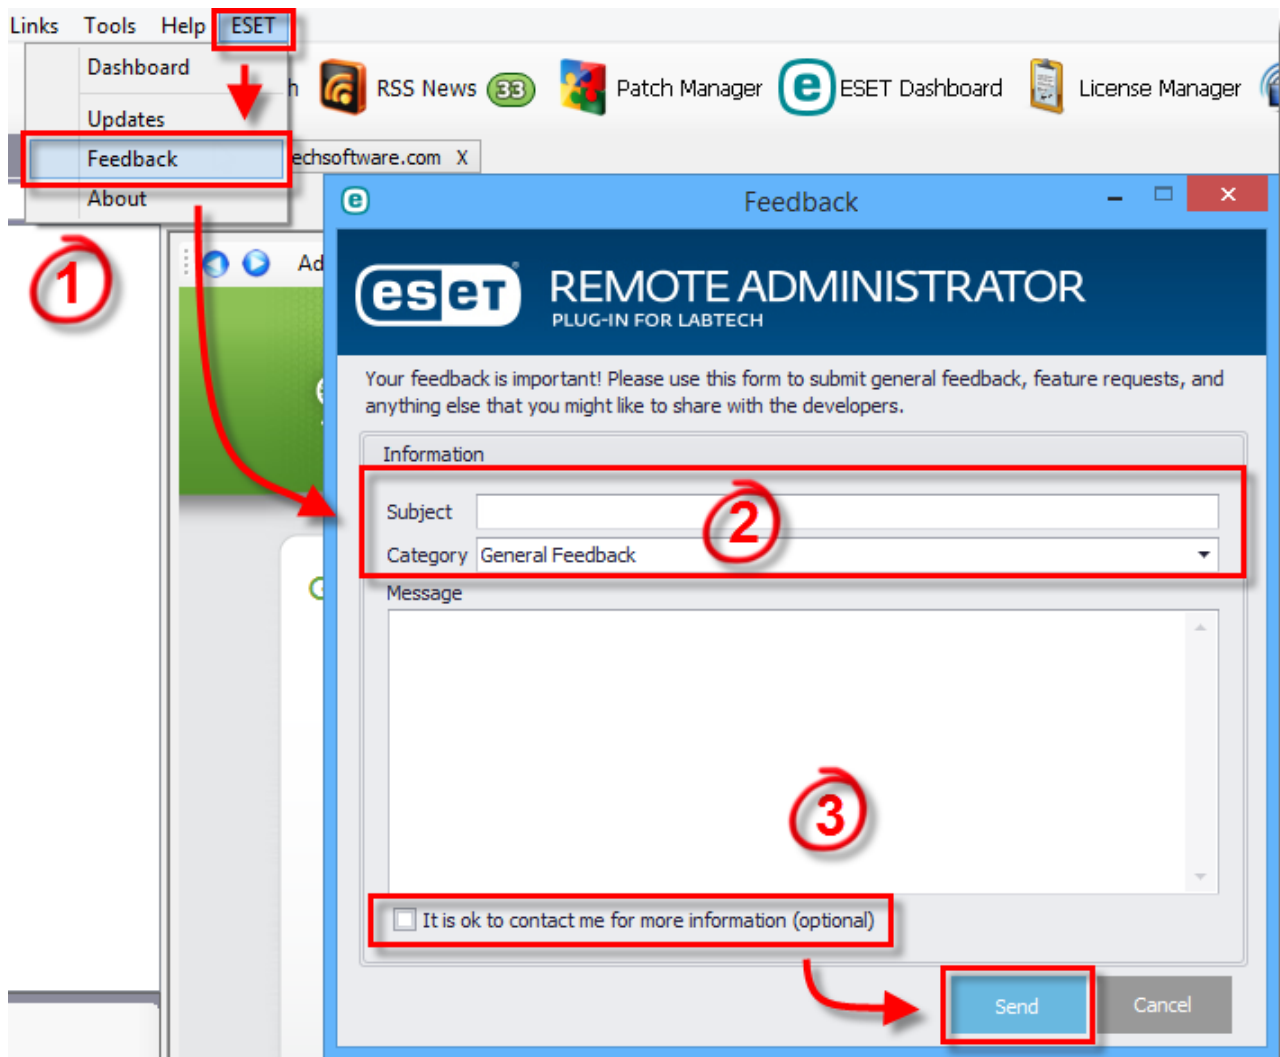 Links Tools Help ESET
Dashboard
Updates
Feedback
About
h RSS News 33 Patch Manager e ESET Dashboard License Manager
echsoftware.com X
1
Ad
e Feedback
eseT® REMOTE ADMINISTRATOR
PLUG-IN FOR LABTECH
Your feedback is important! Please use this form to submit general feedback, feature requests, and
anything else that you might like to share with the developers.
Information
Subject
2
Category General Feedback
Message
3
It is ok to contact me for more information (optional)
Send Cancel